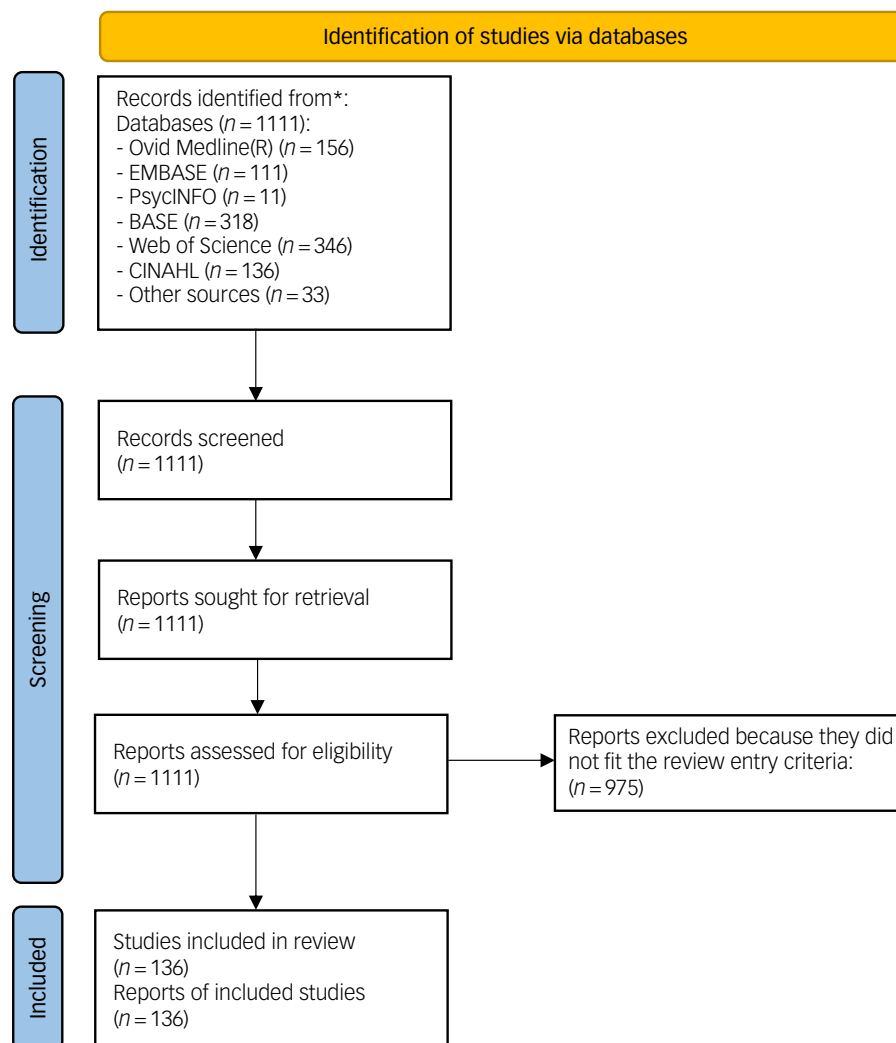 Identification of studies via databases
Identification
Records identified from*:
Databases (n = 1111):
- Ovid Medline(R) (n = 156)
- EMBASE (n = 111)
- PsycINFO (n = 11)
- BASE (n = 318)
- Web of Science (n = 346)
- CINAHL (n = 136)
- Other sources (n = 33)
Screening
Records screened
(n = 1111)
Reports sought for retrieval
(n = 1111)
Reports assessed for eligibility
(n = 1111)
Reports excluded because they did
not fit the review entry criteria:
(n = 975)
Included
Studies included in review
(n = 136)
Reports of included studies
(n = 136)